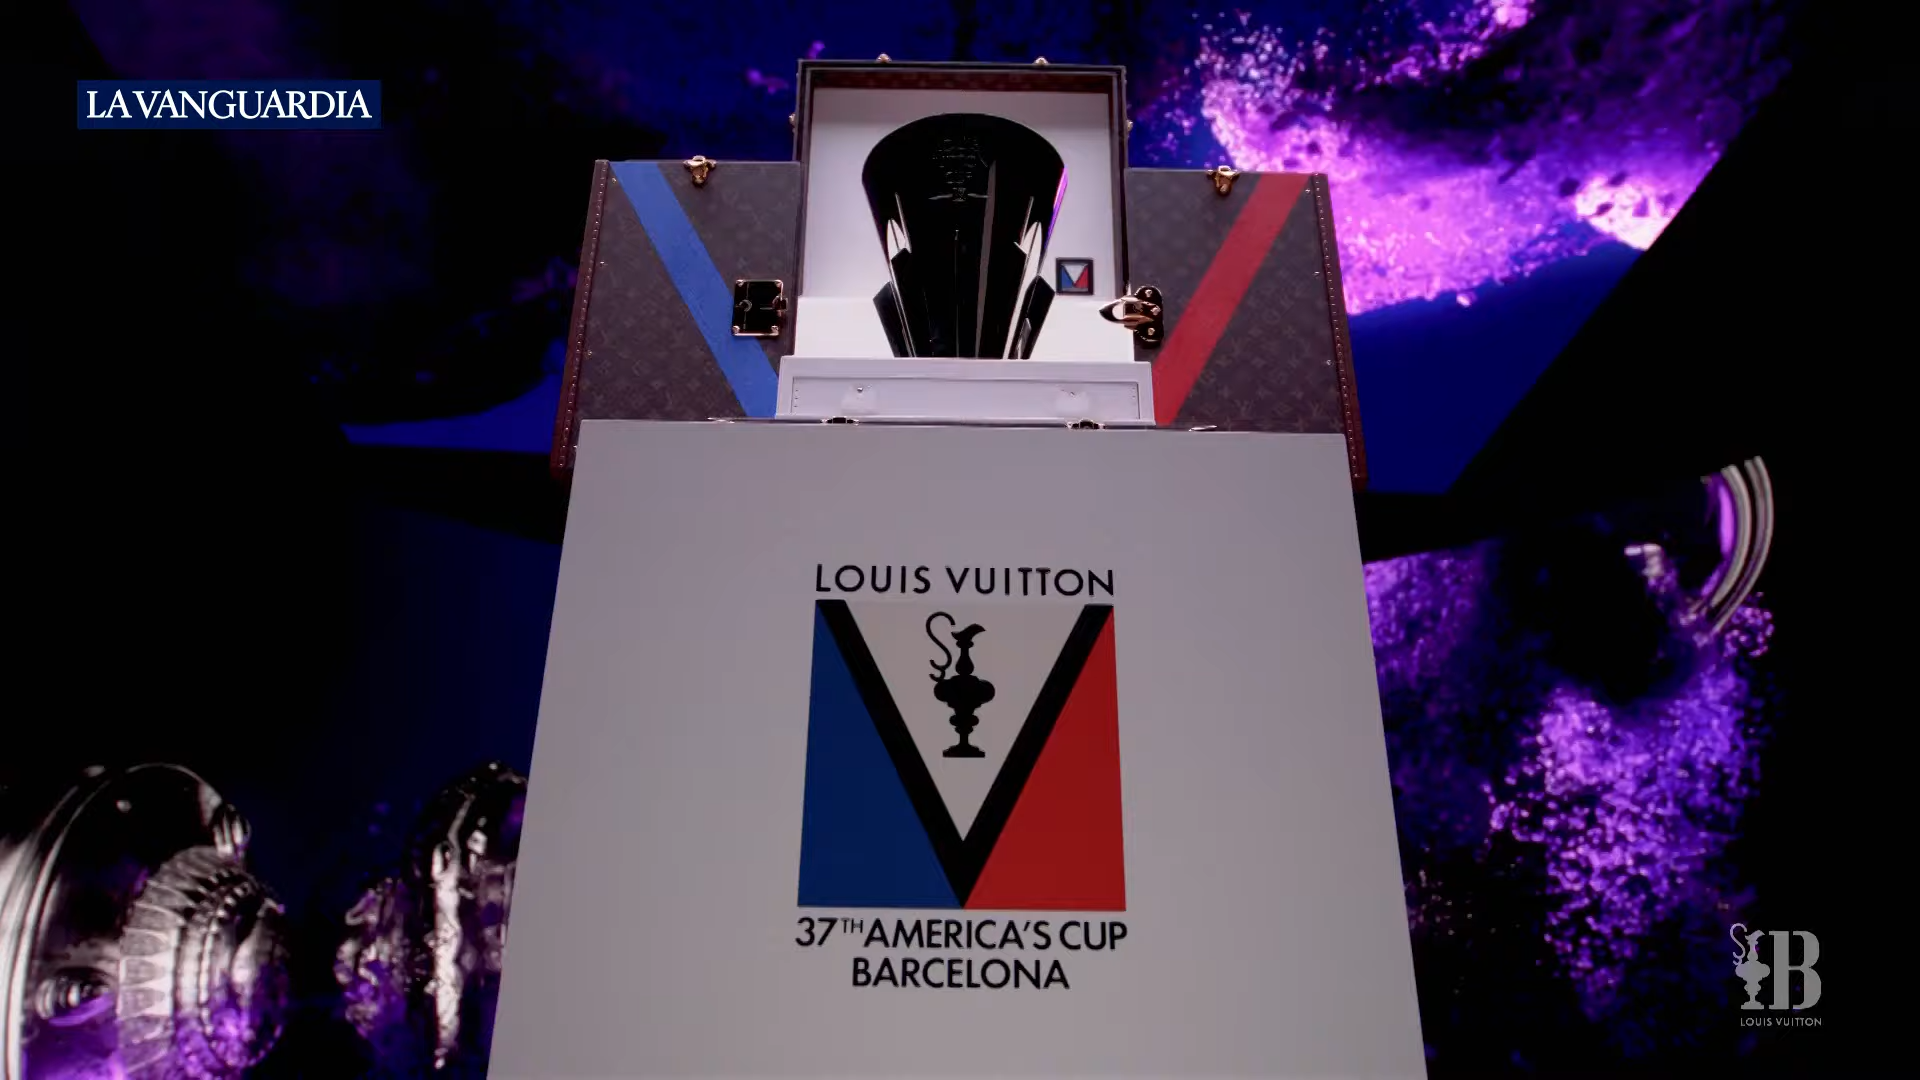 LA VANGUARDIA
LOUIS VUITTON
37TH AMERICA'S CUP
BARCELONA
B
LOUIS VUITTON